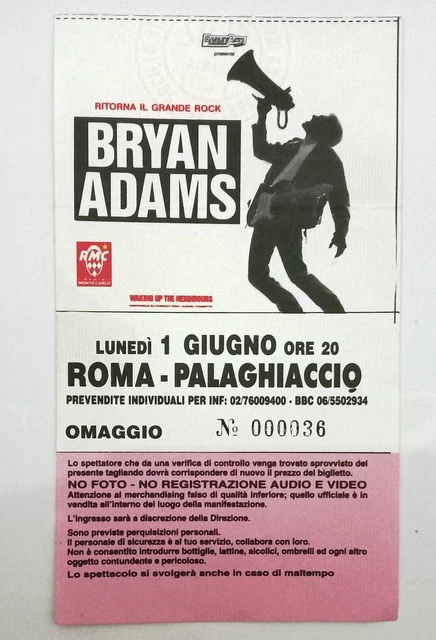 presenta
RITORNA IL GRANDE ROCK
BRYAN
ADAMS
RMC
RADIO
MONTECARLO
WAKING UP THE NEIGHBOURS
LUNEDÌ 1 GIUGNO ORE 20
ROMA - PALAGHIACCIO
PREVENDITE INDIVIDUALI PER INF: 02/76009400 - BBC 06/5502934
OMAGGIO № 000036
Lo spettatore che da una verifica di controllo venga trovato sprovvisto del
presente tagliando dovrà corrispondere di nuovo il prezzo del biglietto.
NO FOTO - NO REGISTRAZIONE AUDIO E VIDEO
Attenzione al merchandising falso di qualità inferiore; quello ufficiale è in
vendita all'interno del luogo della manifestazione.
L'ingresso sarà a discrezione della Direzione.
Sono previste perquisizioni personali.
Il personale di sicurezza è al tuo servizio, collabora con loro.
Non è consentito introdurre bottiglie, lattine, alcolici, ombrelli ed ogni altro
oggetto contundente e pericoloso.
Lo spettacolo si svolgerà anche in caso di maltempo